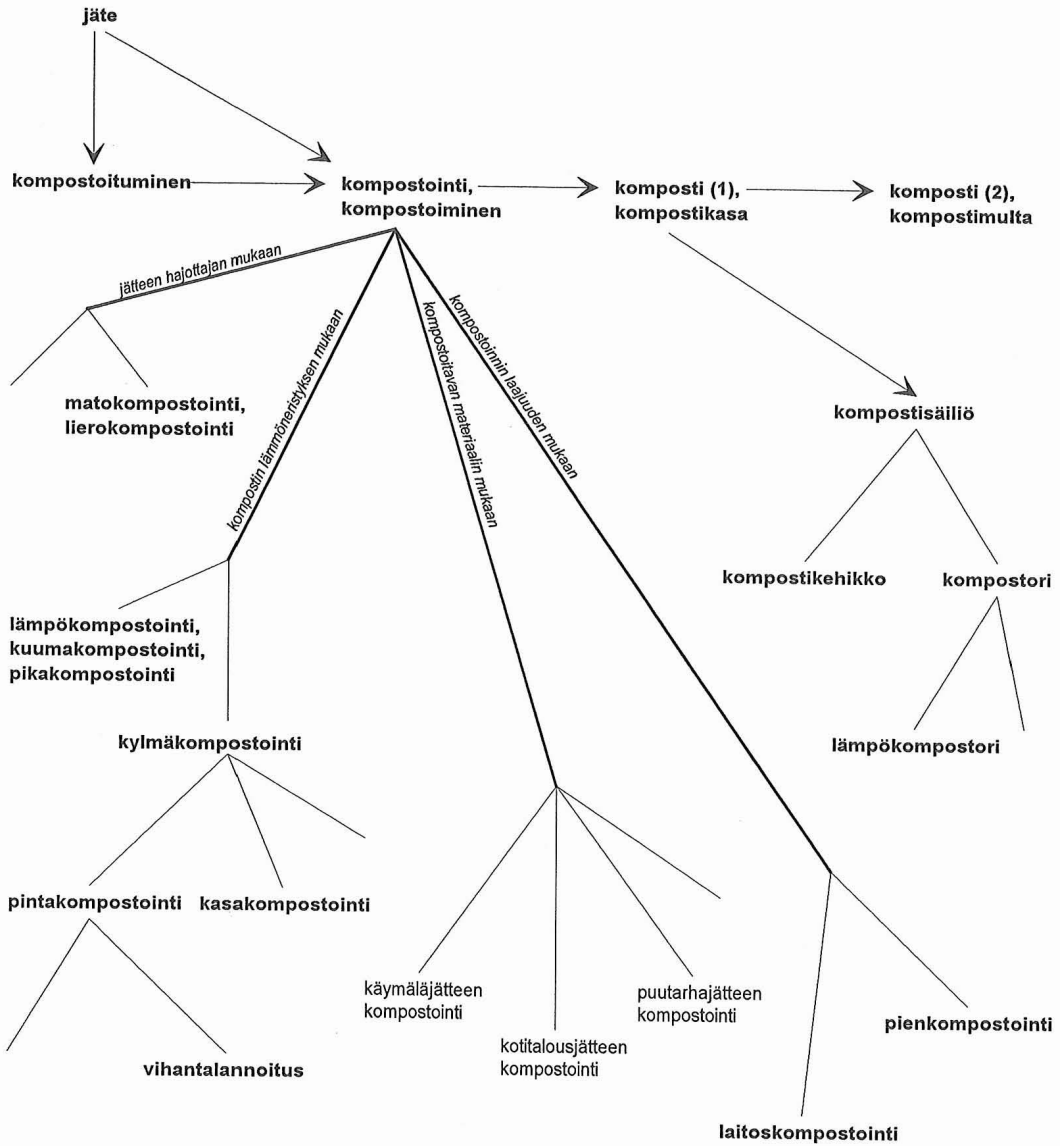 jäte
kompostoituminen
kompostointi,
kompostoiminen
komposti (1),
kompostikasa
komposti (2),
kompostimulta
jätteen hajottajan mukaan
kompostin lämmöneristyksen mukaan
kompostoitavan materiaalin mukaan
kompostoinnin laajuuden mukaan
matokompostointi,
lierokompostointi
kompostisäiliö
kompostikehikko
kompostori
lämpökompostointi,
kuumakompostointi,
pikakompostointi
kylmäkompostointi
lämpökompostori
pintakompostointi
kasakompostointi
käymäläjätteen
kompostointi
puutarhajätteen
kompostointi
kotitalousjätteen
kompostointi
pienkompostointi
vihantalannoitus
laitoskompostointi